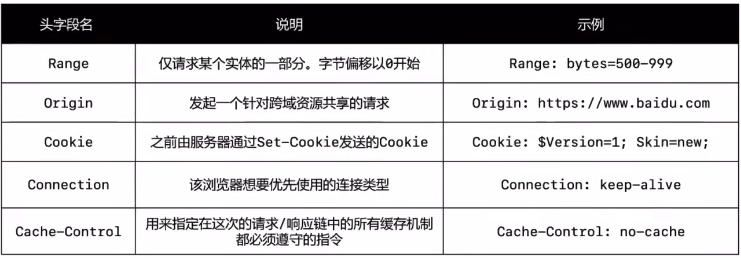 头字段名 说明 示例
Range 仅请求某个实体的一部分。字节偏移以0开始 Range: bytes=500-999
Origin 发起一个针对跨域资源共享的请求 Origin: https://www.baidu.com
Cookie 之前由服务器通过Set-Cookie发送的Cookie Cookie: $Version=1; Skin=new;
Connection 该浏览器想要优先使用的连接类型 Connection: keep-alive
Cache-Control 用来指定在这次的请求/响应链中的所有缓存机制
都必须遵守的指令 Cache-Control: no-cache